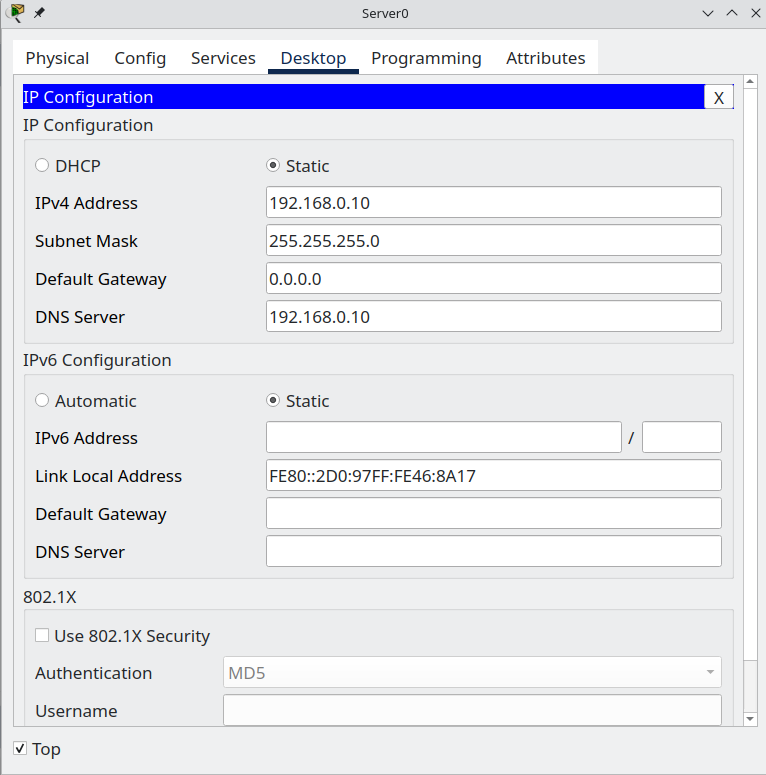 Server0
Physical Config Services Desktop Programming Attributes
IP Configuration X
IP Configuration
DHCP Static
IPv4 Address 192.168.0.10
Subnet Mask 255.255.255.0
Default Gateway 0.0.0.0
DNS Server 192.168.0.10
IPv6 Configuration
Automatic Static
IPv6 Address /
Link Local Address FE80::2D0:97FF:FE46:8A17
Default Gateway
DNS Server
802.1X
Use 802.1X Security
Authentication MD5
Username
Top